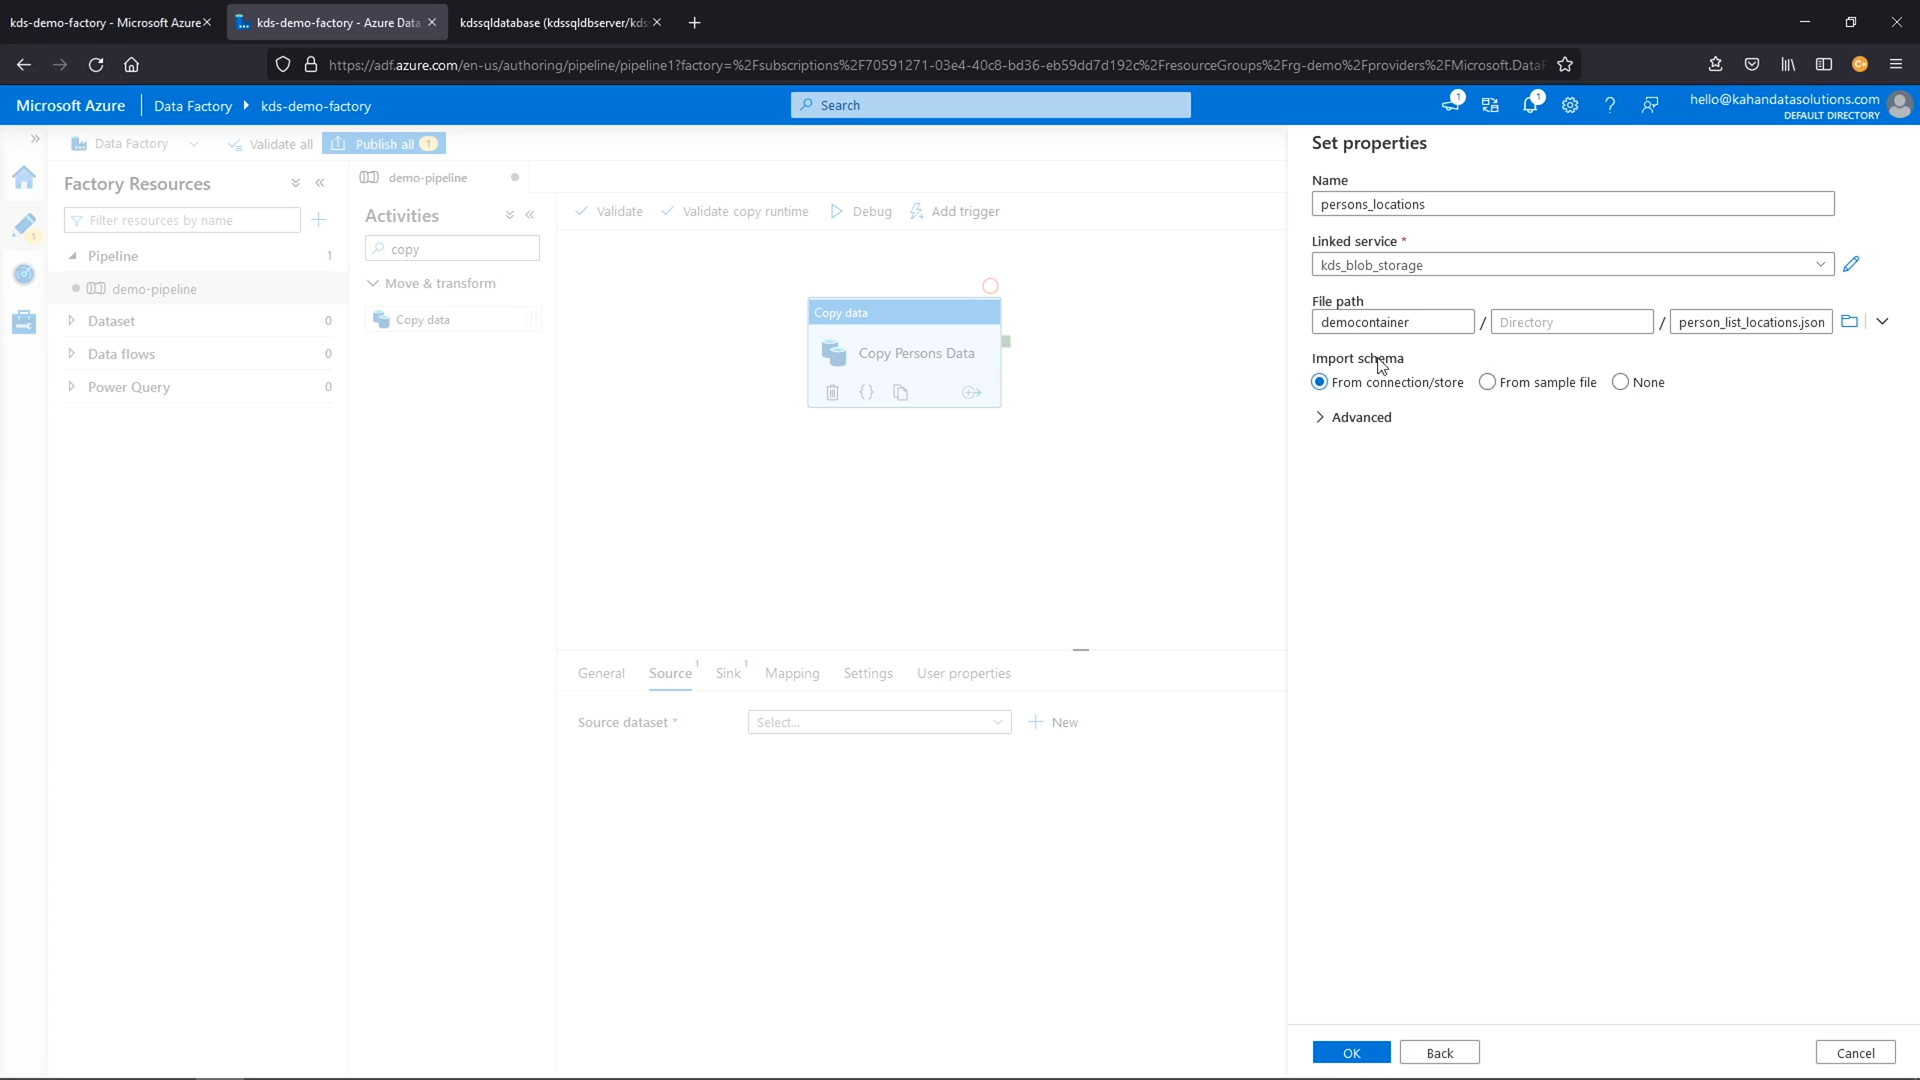 kds-demo-factory - Microsoft Azure
kds-demo-factory - Azure Data
kdssqldatabase (kdssqldbserver/kds
https://adf.azure.com/en-us/authoring/pipeline/pipeline1?factory=%2Fsubscriptions%2F70591271-03e4-40c8-bd36-eb59dd7d192c%2FresourceGroups%2Frg-demo%2Fproviders%2FMicrosoft.DataF
C+
Microsoft Azure
Data Factory
kds-demo-factory
Search
1
1
hello@kahandatasolutions.com
DEFAULT DIRECTORY
Data Factory
Validate all
Publish all 1
Factory Resources
Filter resources by name
1
Pipeline 1
demo-pipeline
Dataset 0
Data flows 0
Power Query 0
demo-pipeline
Activities
copy
Move & transform
Copy data
Validate
Validate copy runtime
Debug
Add trigger
Copy data
Copy Persons Data
General
Source 1
Sink 1
Mapping
Settings
User properties
Source dataset *
Select...
New
Set properties
Name
persons_locations
Linked service *
kds_blob_storage
File path
democontainer / Directory / person_list_locations.json
Import schema
From connection/store
From sample file
None
Advanced
OK
Back
Cancel